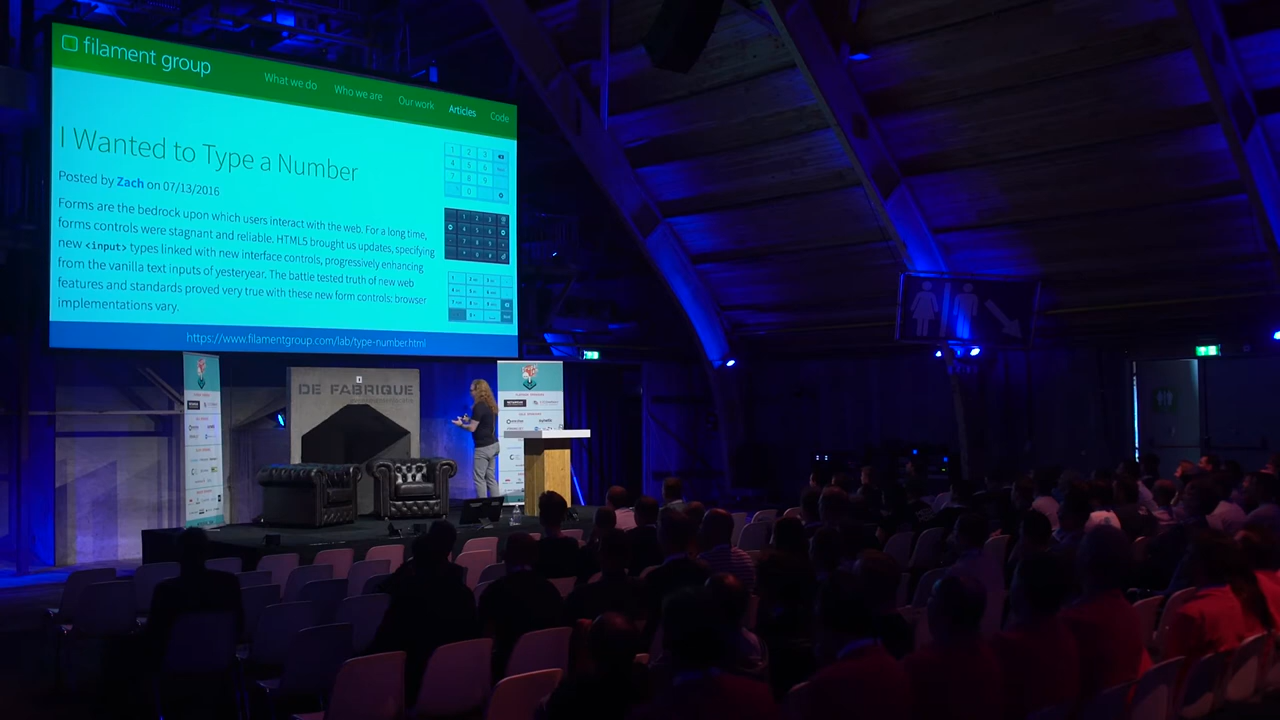 filament group
What we do
Who we are
Our work
Articles
Code
I Wanted to Type a Number
Posted by Zach on 07/13/2016
Forms are the bedrock upon which users interact with the web. For a long time,
forms controls were stagnant and reliable. HTML5 brought us updates, specifying
new <input> types linked with new interface controls, progressively enhancing
from the vanilla text inputs of yesteryear. The battle tested truth of new web
features and standards proved very true with these new form controls: browser
implementations vary.
https://www.filamentgroup.com/lab/type-number.html
DE FABRIQUE